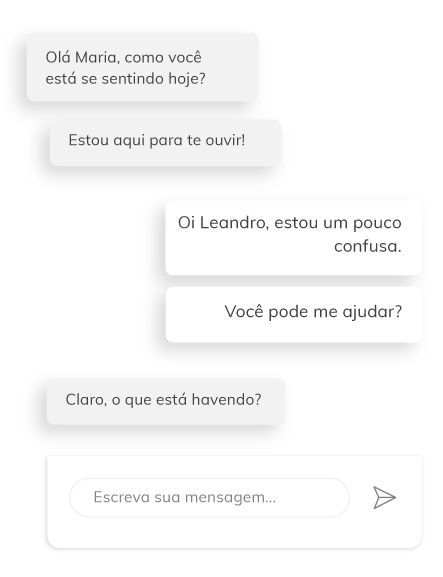 Olá Maria, como você
está se sentindo hoje?
Estou aqui para te ouvir!
Oi Leandro, estou um pouco
confusa.
Você pode me ajudar?
Claro, o que está havendo?
Escreva sua mensagem...